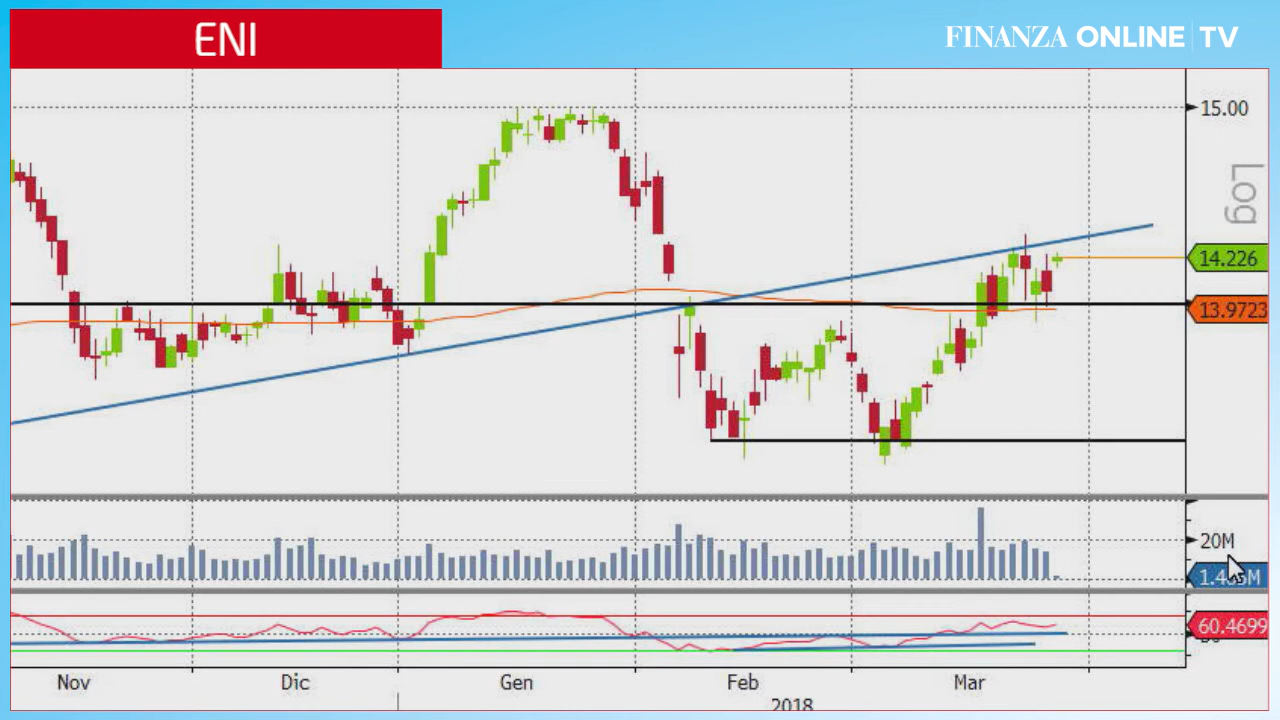 ENI
FINANZA ONLINE TV
15.00
Log
14.226
13.9723
20M
60.4699
Nov Dic Gen Feb Mar
2018